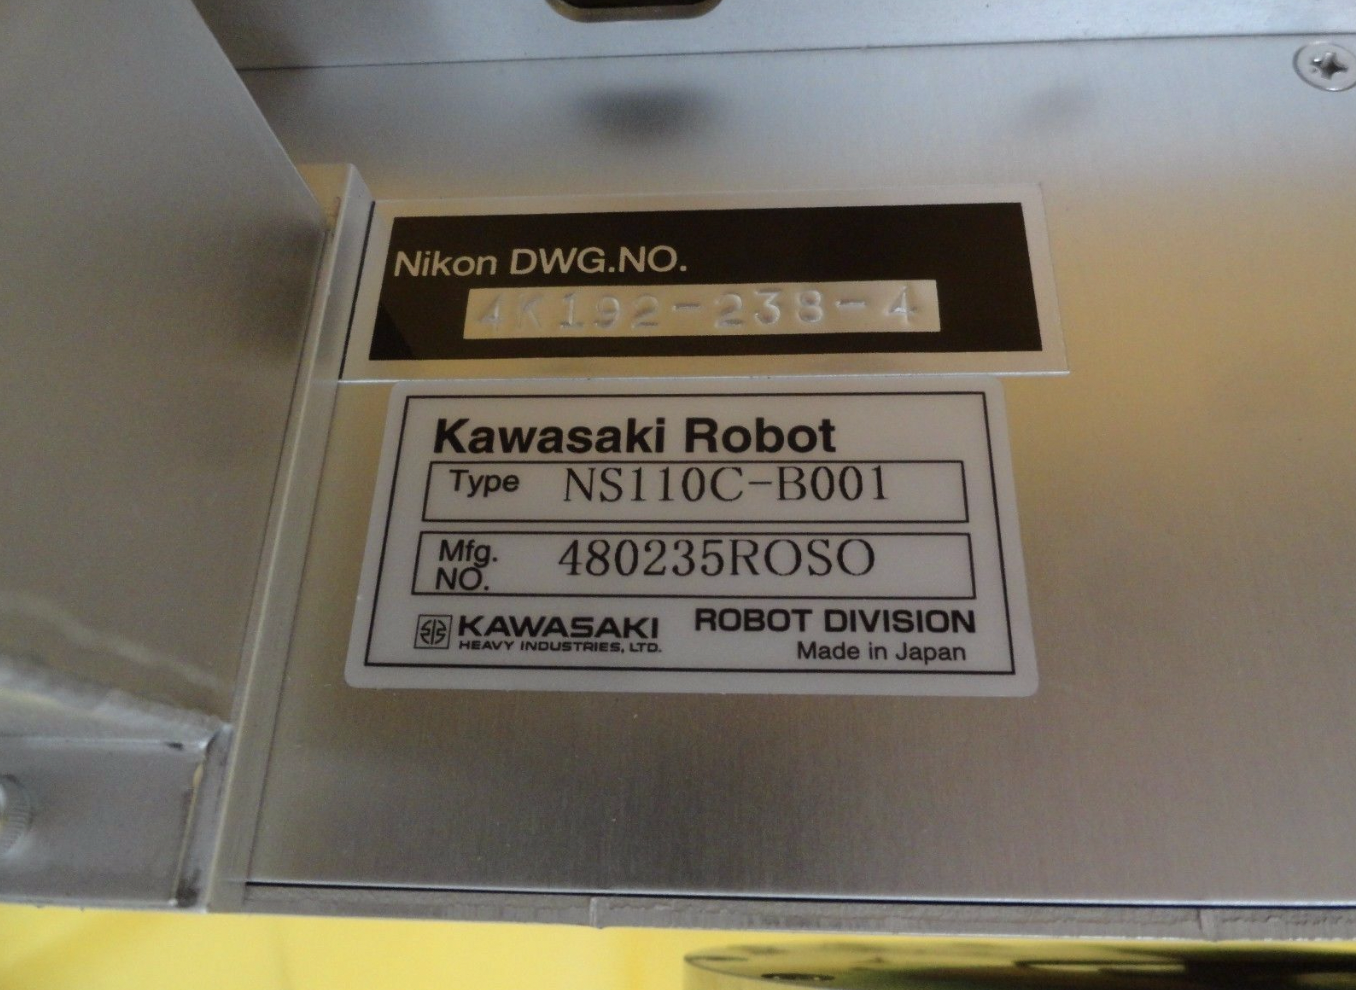 Nikon DWG.NO.
4K192-238-4
Kawasaki Robot
Type NS110C-B001
Mfg. NO. 480235ROSO
KAWASAKI HEAVY INDUSTRIES, LTD. ROBOT DIVISION
Made in Japan